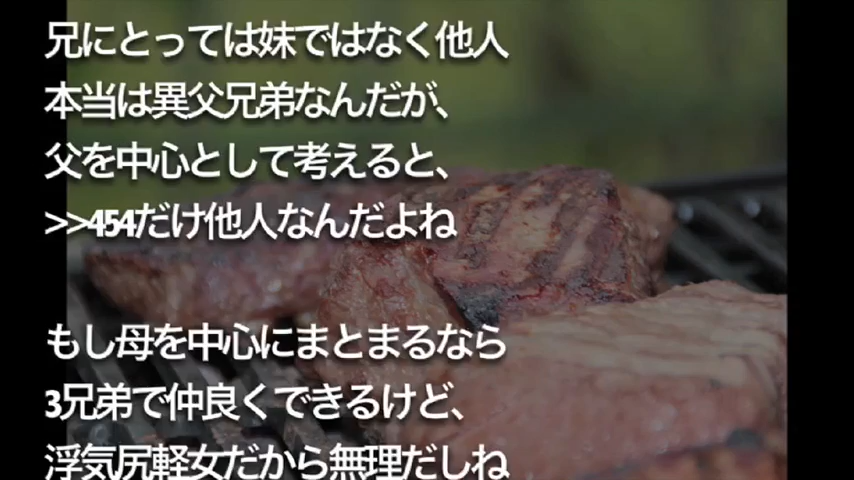 兄にとっては妹ではなく他人
本当は異父兄弟なんだが、
父を中心として考えると、
>>454だけ他人なんだよね
もし母を中心にまとまるなら
3兄弟で仲良くできるけど、
浮気尻軽女だから無理だしね